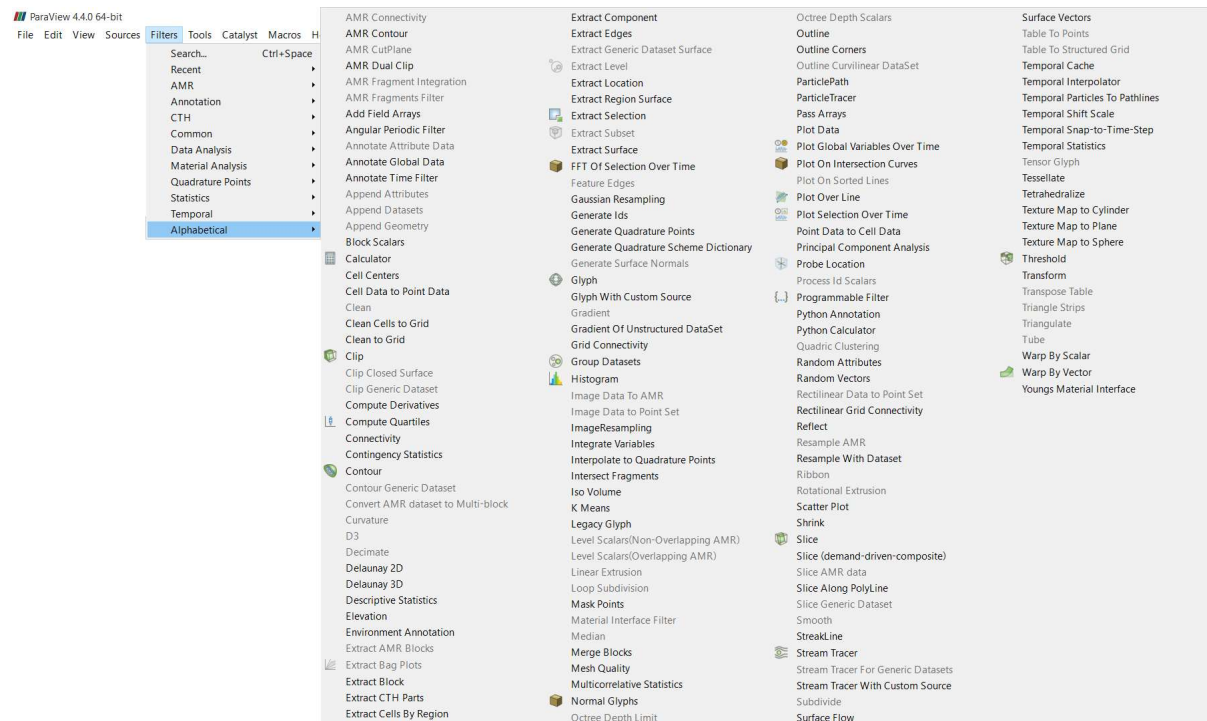 ParaView 4.4.0 64-bit
File Edit View Sources Filters Tools Catalyst Macros H
Search... Ctrl+Space
Recent
AMR
Annotation
CTH
Common
Data Analysis
Material Analysis
Quadrature Points
Statistics
Temporal
Alphabetical
AMR Connectivity
AMR Contour
AMR CutPlane
AMR Dual Clip
AMR Fragment Integration
AMR Fragments Filter
Add Field Arrays
Angular Periodic Filter
Annotate Attribute Data
Annotate Global Data
Annotate Time Filter
Append Attributes
Append Datasets
Append Geometry
Block Scalars
Calculator
Cell Centers
Cell Data to Point Data
Clean
Clean Cells to Grid
Clean to Grid
Clip
Clip Closed Surface
Clip Generic Dataset
Compute Derivatives
Compute Quartiles
Connectivity
Contingency Statistics
Contour
Contour Generic Dataset
Convert AMR dataset to Multi-block
Curvature
D3
Decimate
Delaunay 2D
Delaunay 3D
Descriptive Statistics
Elevation
Environment Annotation
Extract AMR Blocks
Extract Bag Plots
Extract Block
Extract CTH Parts
Extract Cells By Region
Extract Component
Extract Edges
Extract Generic Dataset Surface
Extract Level
Extract Location
Extract Region Surface
Extract Selection
Extract Subset
Extract Surface
FFT Of Selection Over Time
Feature Edges
Gaussian Resampling
Generate Ids
Generate Quadrature Points
Generate Quadrature Scheme Dictionary
Generate Surface Normals
Glyph
Glyph With Custom Source
Gradient
Gradient Of Unstructured DataSet
Grid Connectivity
Group Datasets
Histogram
Image Data To AMR
Image Data to Point Set
ImageResampling
Integrate Variables
Interpolate to Quadrature Points
Intersect Fragments
Iso Volume
K Means
Legacy Glyph
Level Scalars(Non-Overlapping AMR)
Level Scalars(Overlapping AMR)
Linear Extrusion
Loop Subdivision
Mask Points
Material Interface Filter
Median
Merge Blocks
Mesh Quality
Multicorrelative Statistics
Normal Glyphs
Octree Depth Limit
Octree Depth Scalars
Outline
Outline Corners
Outline Curvilinear DataSet
ParticlePath
ParticleTracer
Pass Arrays
Plot Data
Plot Global Variables Over Time
Plot On Intersection Curves
Plot On Sorted Lines
Plot Over Line
Plot Selection Over Time
Point Data to Cell Data
Principal Component Analysis
Probe Location
Process Id Scalars
Programmable Filter
Python Annotation
Python Calculator
Quadric Clustering
Random Attributes
Random Vectors
Rectilinear Data to Point Set
Rectilinear Grid Connectivity
Reflect
Resample AMR
Resample With Dataset
Ribbon
Rotational Extrusion
Scatter Plot
Shrink
Slice
Slice (demand-driven-composite)
Slice AMR data
Slice Along PolyLine
Slice Generic Dataset
Smooth
StreakLine
Stream Tracer
Stream Tracer For Generic Datasets
Stream Tracer With Custom Source
Subdivide
Surface Flow
Surface Vectors
Table To Points
Table To Structured Grid
Temporal Cache
Temporal Interpolator
Temporal Particles To Pathlines
Temporal Shift Scale
Temporal Snap-to-Time-Step
Temporal Statistics
Tensor Glyph
Tessellate
Tetrahedralize
Texture Map to Cylinder
Texture Map to Plane
Texture Map to Sphere
Threshold
Transform
Transpose Table
Triangle Strips
Triangulate
Tube
Warp By Scalar
Warp By Vector
Youngs Material Interface